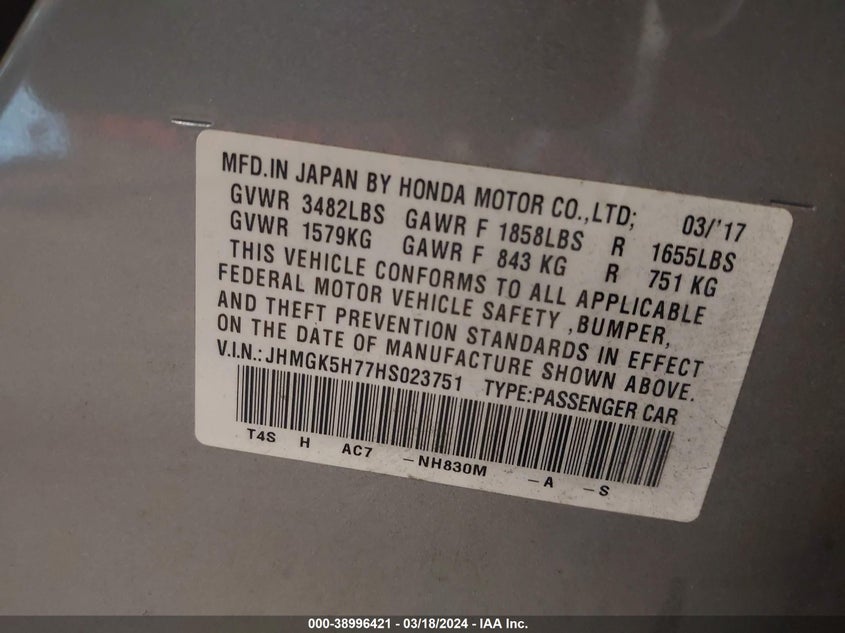 MFD.IN JAPAN BY HONDA MOTOR CO.,LTD; 03/'17
GVWR 3482LBS GAWR F 1858LBS R 1655LBS
GVWR 1579KG GAWR F 843 KG R 751 KG
THIS VEHICLE CONFORMS TO ALL APPLICABLE
FEDERAL MOTOR VEHICLE SAFETY ,BUMPER,
AND THEFT PREVENTION STANDARDS IN EFFECT
ON THE DATE OF MANUFACTURE SHOWN ABOVE.
V.I.N.:JHMGK5H77HS023751 TYPE:PASSENGER CAR
T4S H AC7 –NH830M –A –S
000-38996421 / 03/18/2024 - IAA Inc.